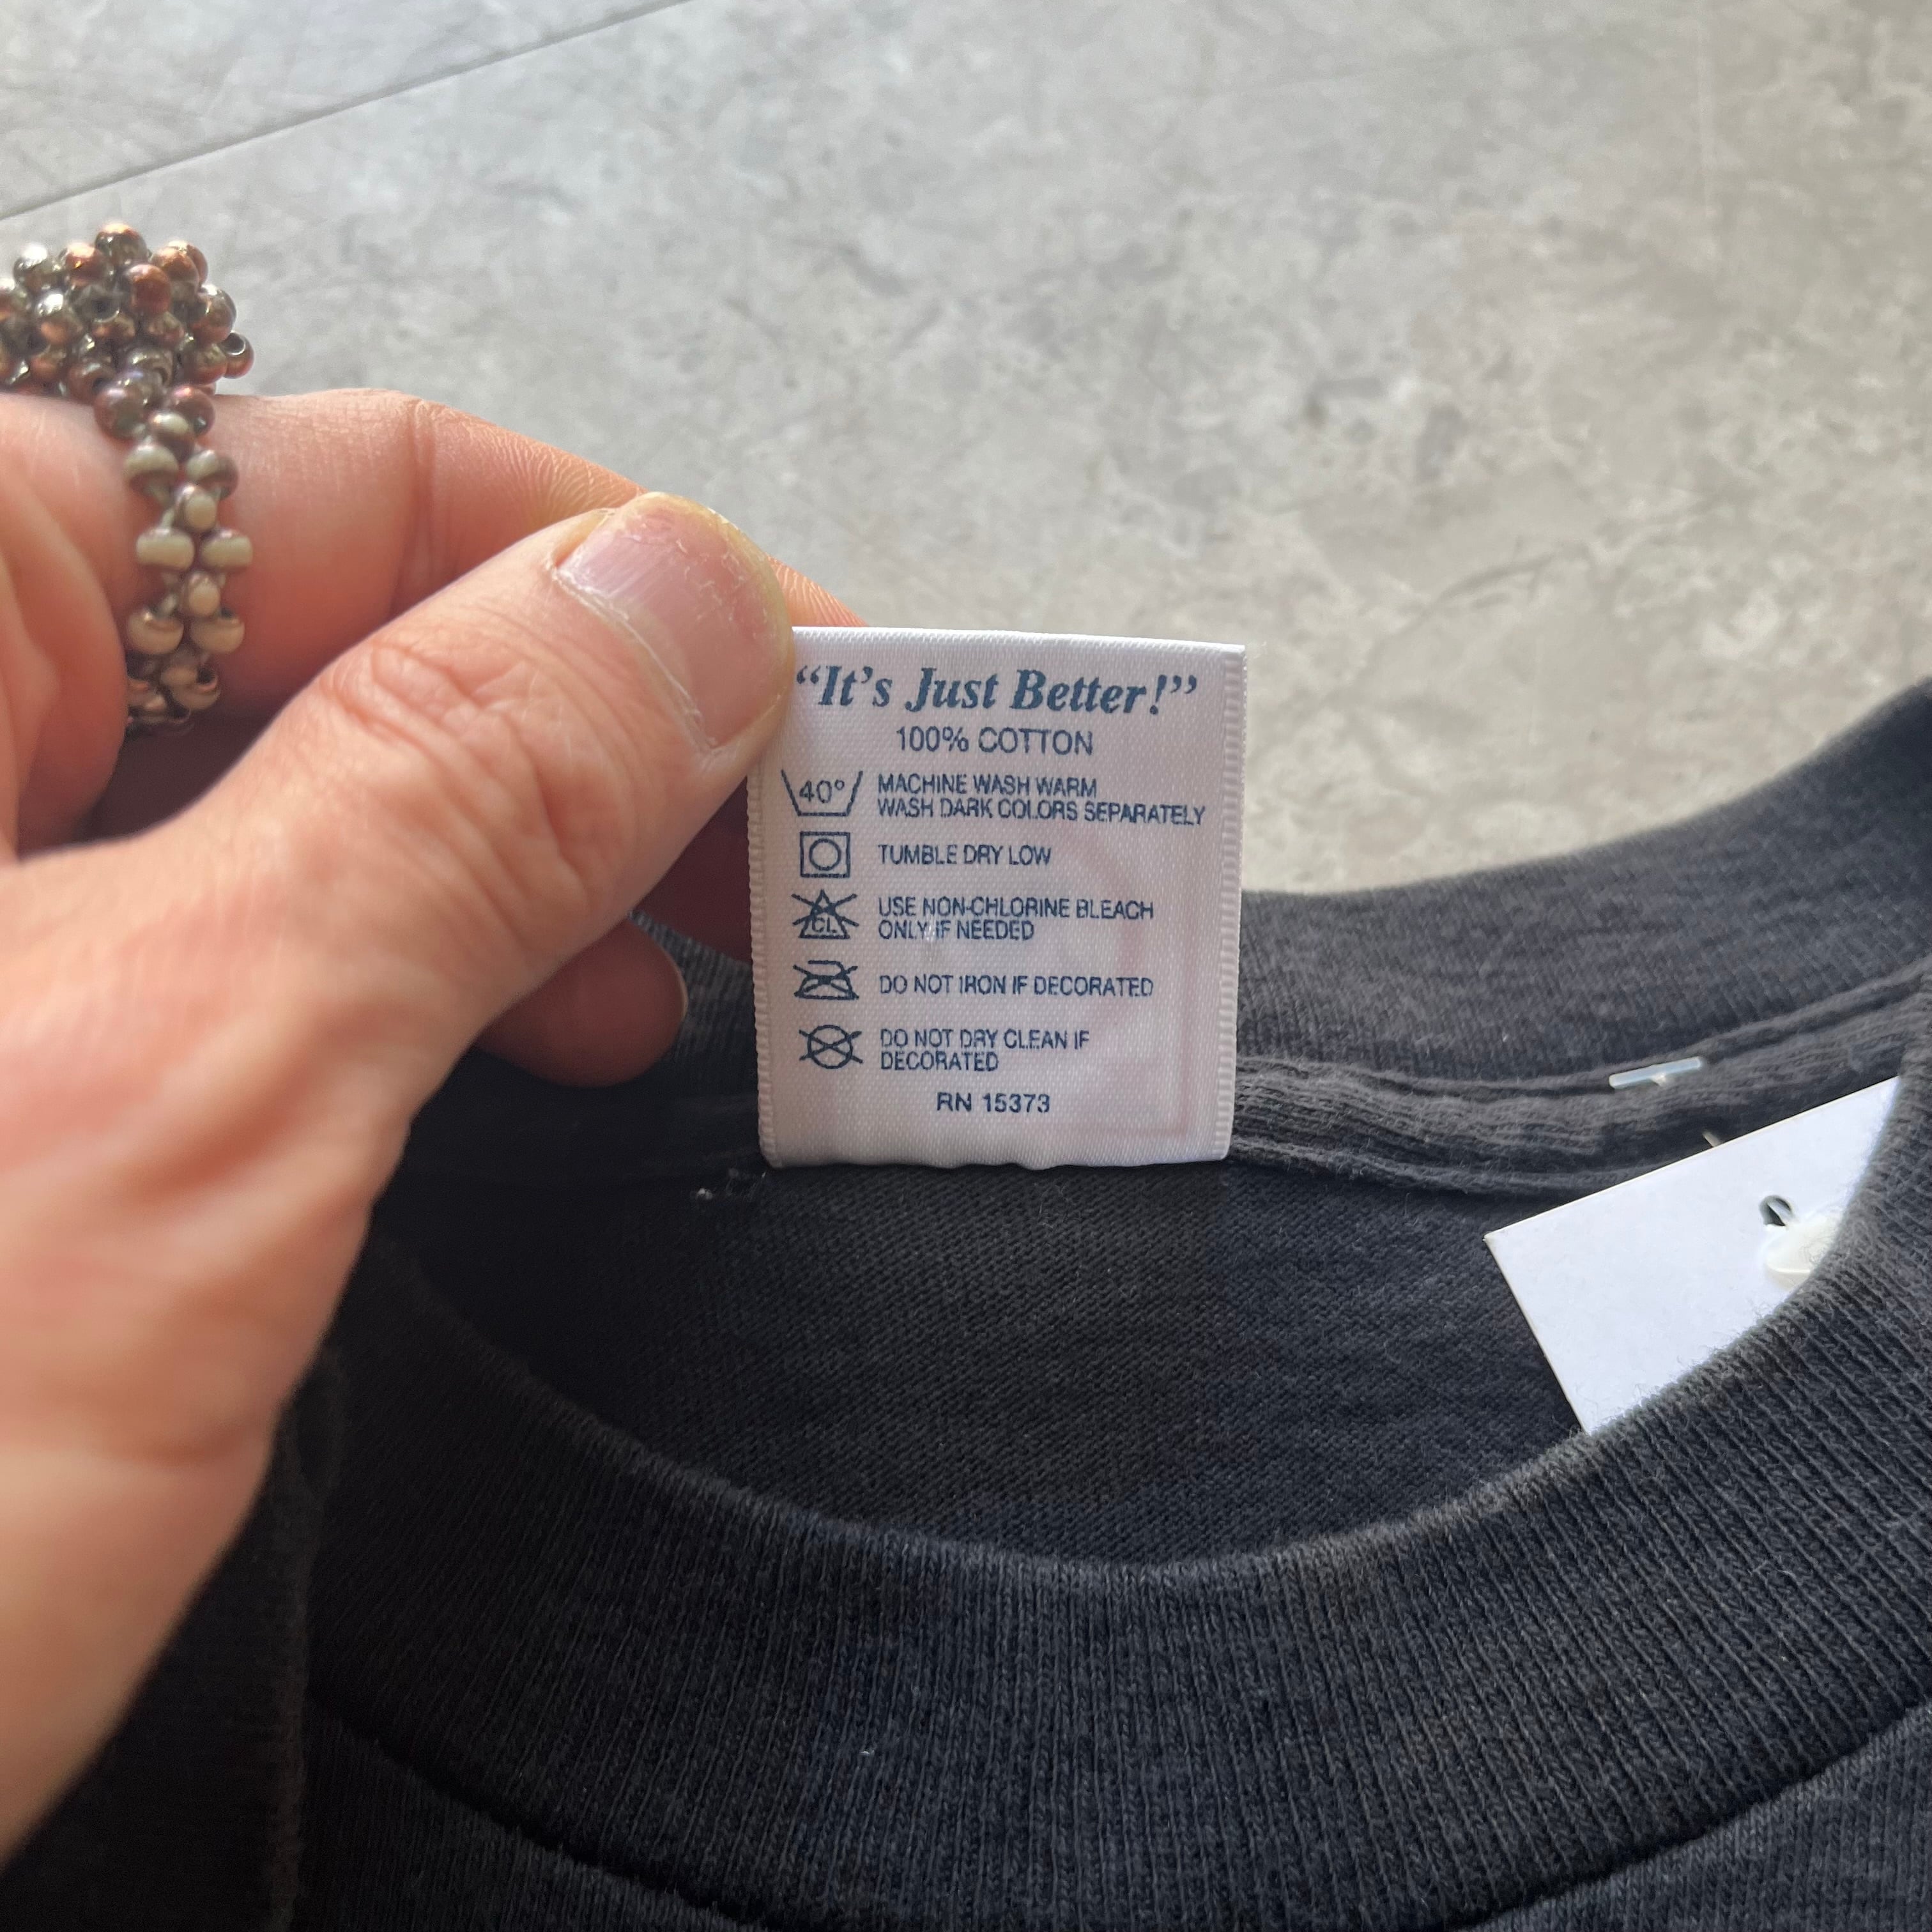 “It’s Just Better!”
100% COTTON
40°
MACHINE WASH WARM
WASH DARK COLORS SEPARATELY
TUMBLE DRY LOW
CL
USE NON-CHLORINE BLEACH
ONLY IF NEEDED
DO NOT IRON IF DECORATED
DO NOT DRY CLEAN IF
DECORATED
RN 15373